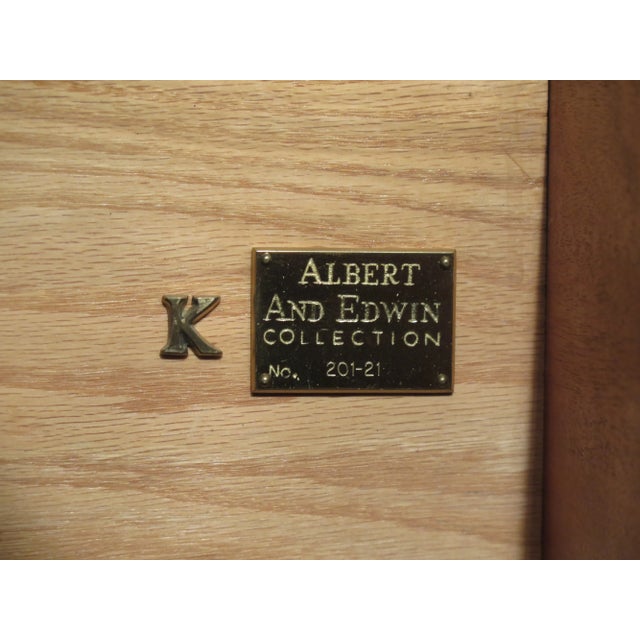 K
ALBERT
AND EDWIN
COLLECTION
No. 201-21